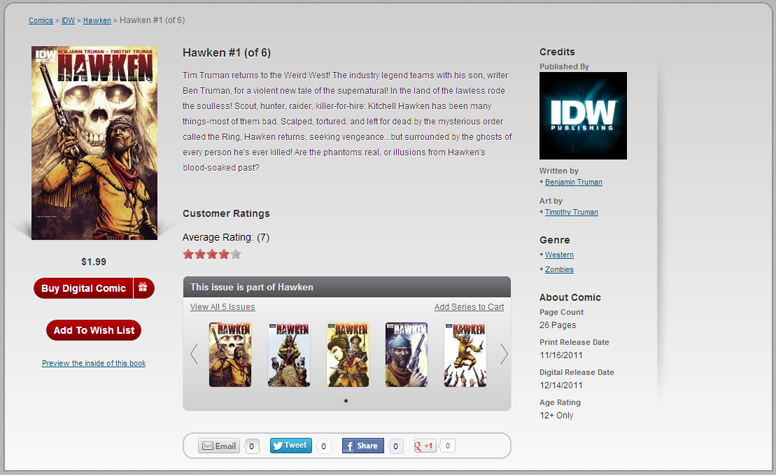 Comics > IDW > Hawken > Hawken #1 (of 6)
IDW
BENJAMIN TRUMAN • TIMOTHY TRUMAN
HAWKEN
$1.99
Buy Digital Comic
Add To Wish List
Preview the inside of this book
Hawken #1 (of 6)
Tim Truman returns to the Weird West! The industry legend teams with his son, writer
Ben Truman, for a violent new tale of the supernatural! In the land of the lawless rode
the soulless! Scout, hunter, raider, killer-for-hire: Kitchell Hawken has been many
things-most of them bad. Scalped, tortured, and left for dead by the mysterious order
called the Ring, Hawken returns, seeking vengeance...but surrounded by the ghosts of
every person he's ever killed! Are the phantoms real, or illusions from Hawken's
blood-soaked past?
Customer Ratings
Average Rating: (7)
This issue is part of Hawken
View All 5 Issues
Add Series to Cart
HAWKEN
HAWKEN
HAWKEN
HAWKEN
HAWKEN
Email
0
Tweet
0
Share
0
g +1
0
Credits
Published By
IDW
PUBLISHING
Written by
+ Benjamin Truman
Art by
+ Timothy Truman
Genre
+ Western
+ Zombies
About Comic
Page Count
26 Pages
Print Release Date
11/16/2011
Digital Release Date
12/14/2011
Age Rating
12+ Only